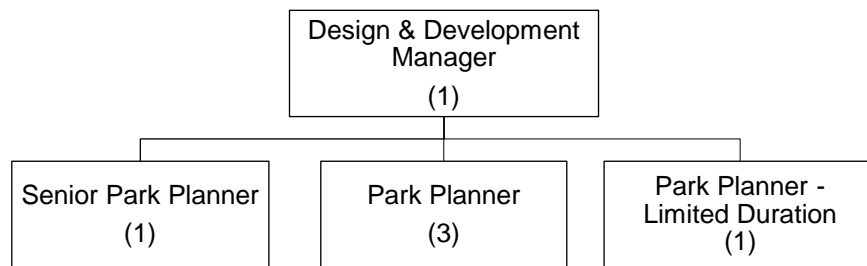 Design & Development
Manager
(1)
Senior Park Planner
(1)
Park Planner
(3)
Park Planner -
Limited Duration
(1)